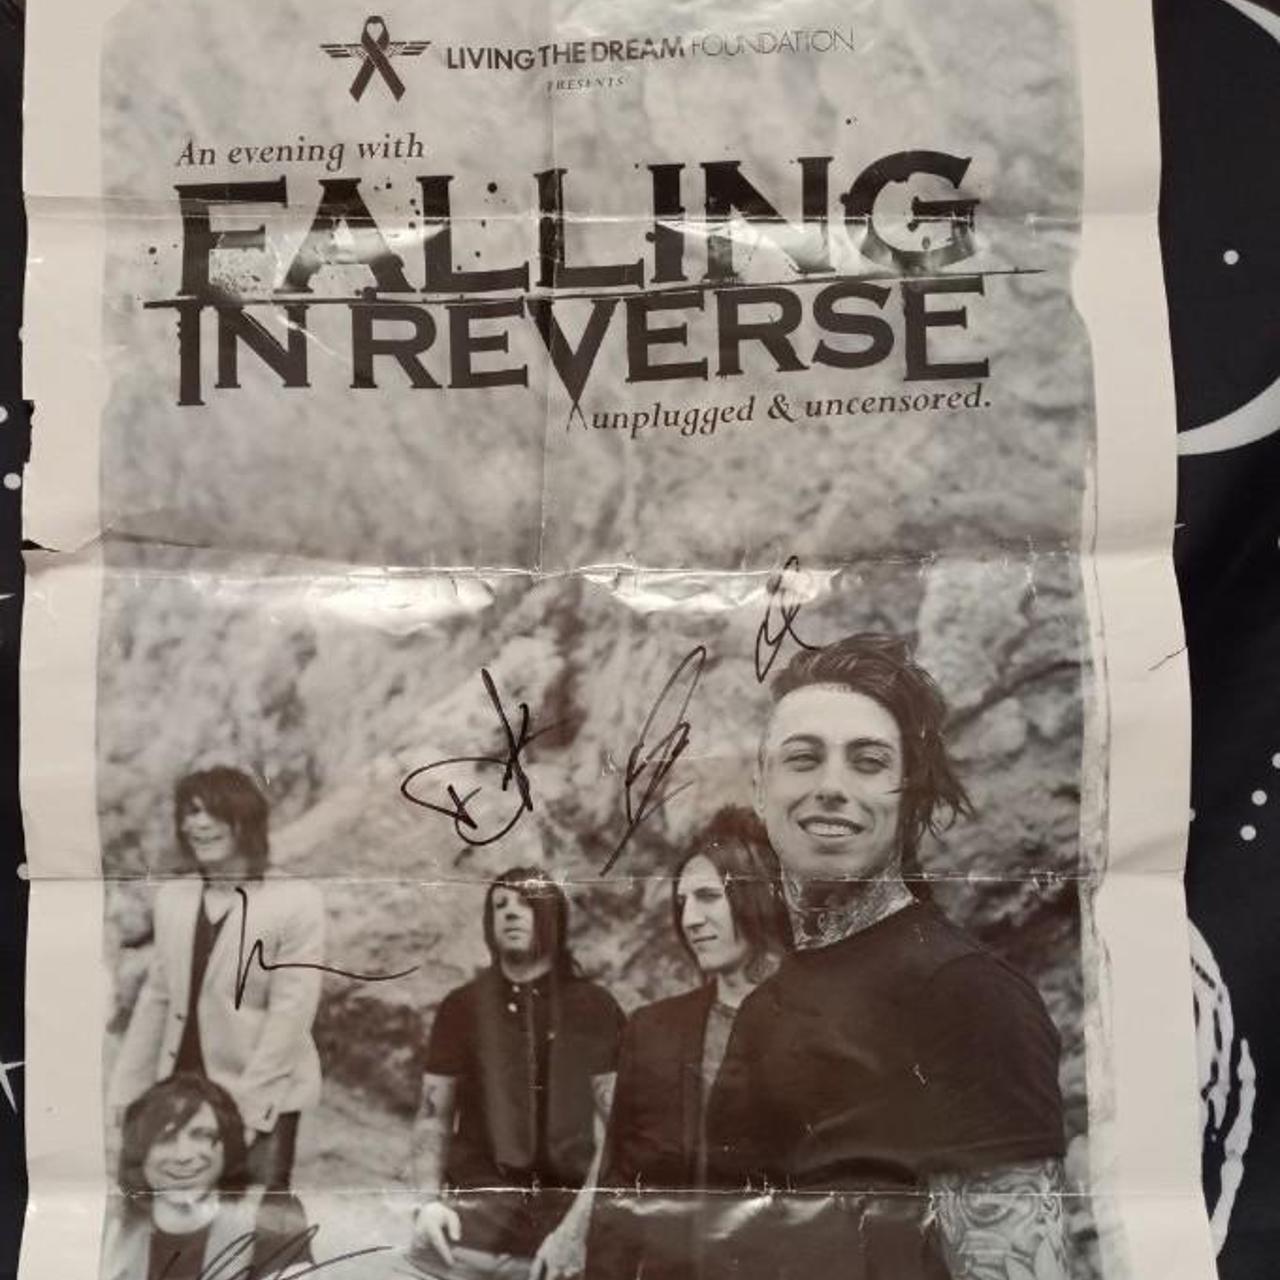 LIVING THE DREAM FOUNDATION
PRESENTS
An evening with
FALLING
IN REVERSE
unplugged & uncensored.